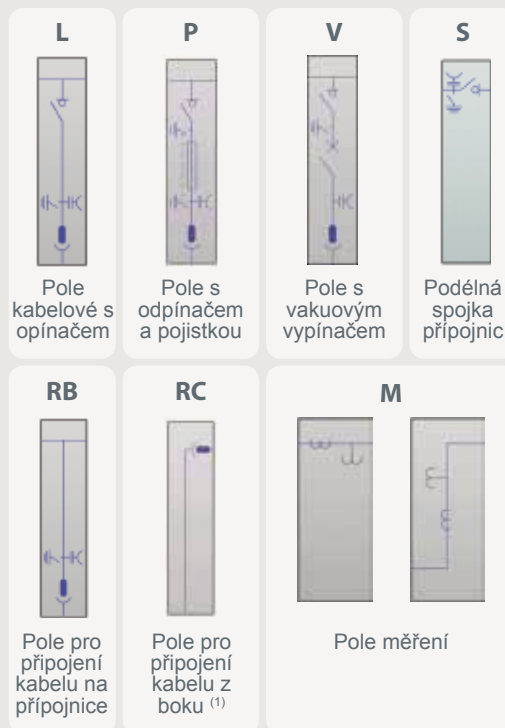 L
P
V
S
Pole
kabelové s
opínačem
Pole s
odpínačem
a pojistkou
Pole s
vakuovým
vypínačem
Podélná
spojka
přípojnic
RB
RC
M
Pole pro
připojení
kabelu na
přípojnice
Pole pro
připojení
kabelu z
boku (1)
Pole měření